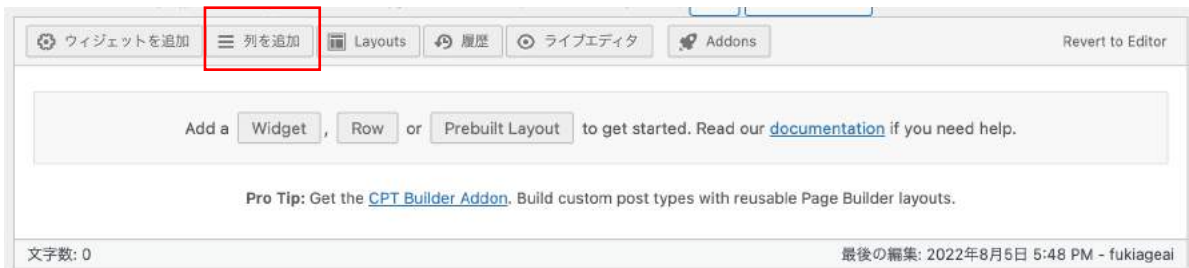 ウィジェットを追加 列を追加 Layouts 履歴 ライブエディタ Addons Revert to Editor
Add a Widget , Row or Prebuilt Layout to get started. Read our documentation if you need help.
Pro Tip: Get the CPT Builder Addon. Build custom post types with reusable Page Builder layouts.
文字数: 0 最後の編集: 2022年8月5日 5:48 PM - fukiageai